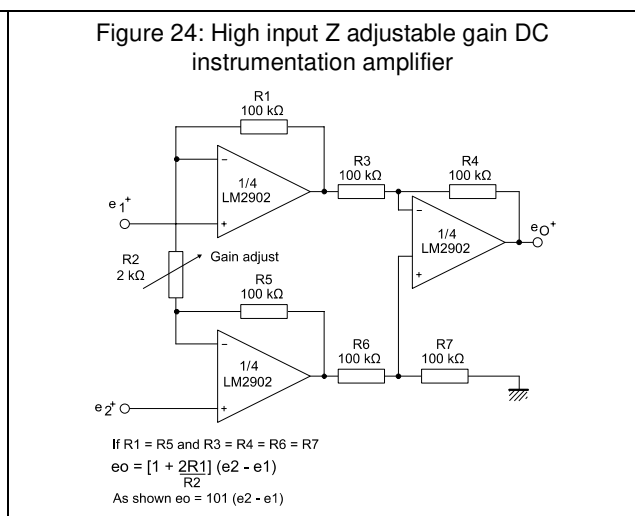 Figure 24: High input Z adjustable gain DC
instrumentation amplifier
R1
100 kΩ
1/4
LM2902
R3
100 kΩ
R4
100 kΩ
e1+
1/4
LM2902
eO+
R2
2 kΩ
Gain adjust
R5
100 kΩ
1/4
LM2902
R6
100 kΩ
R7
100 kΩ
e2+
If R1 = R5 and R3 = R4 = R6 = R7
eo = [1 + 2R1/R2] (e2 - e1)
As shown eo = 101 (e2 - e1)